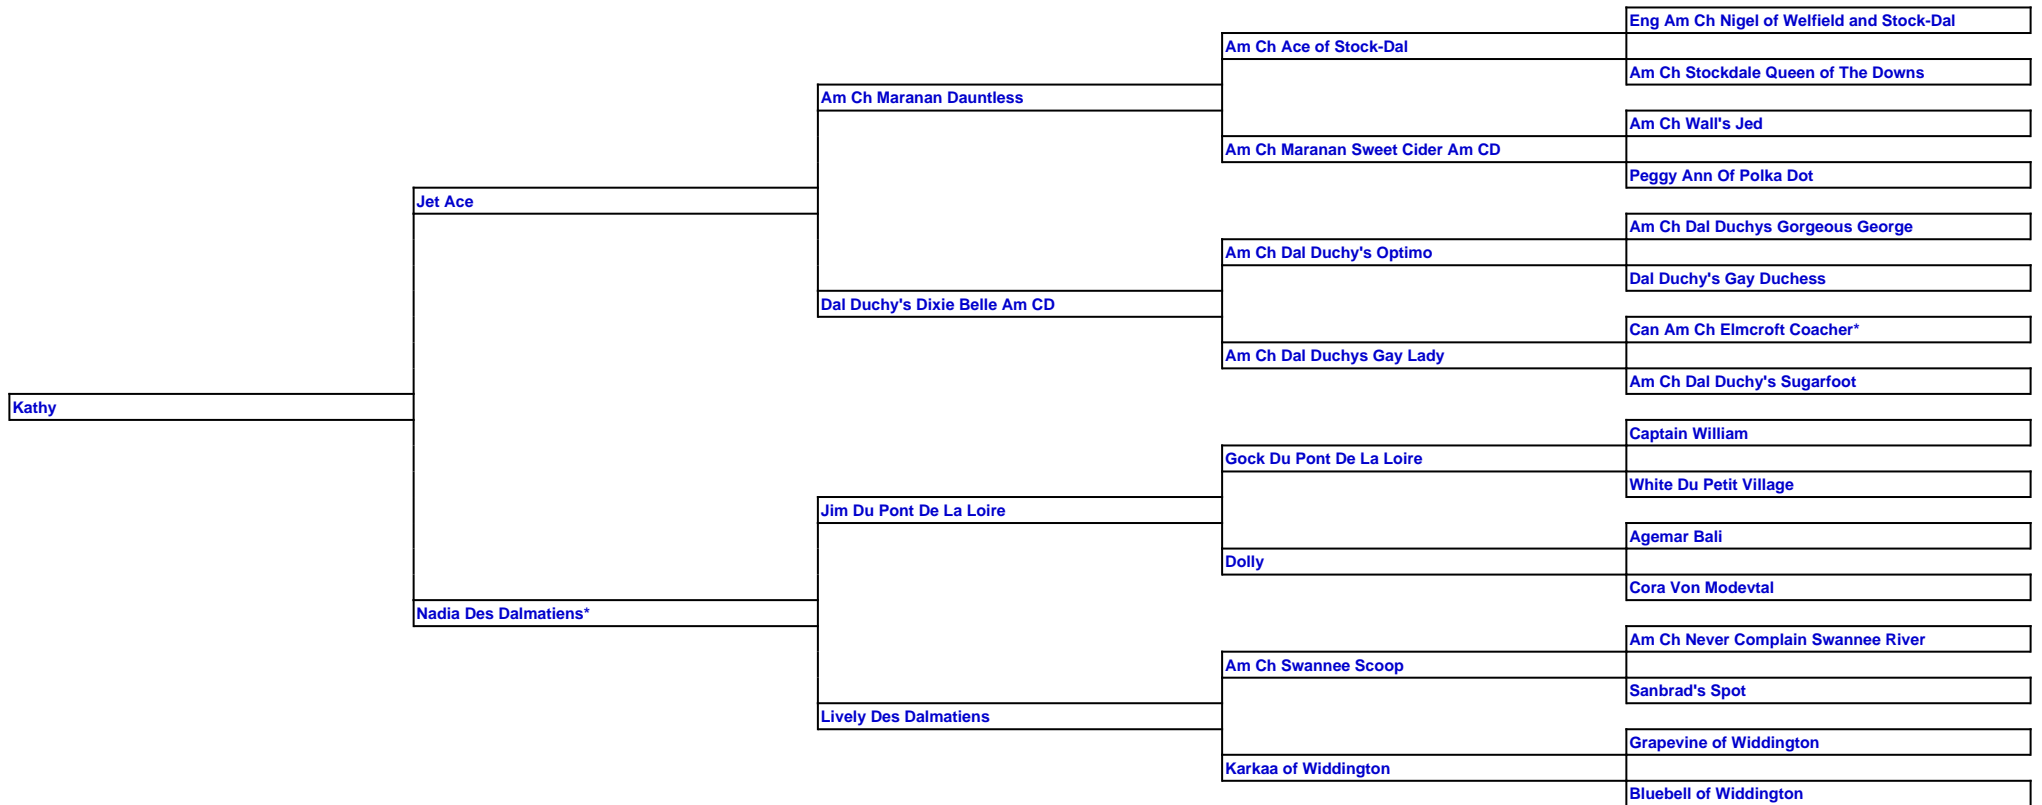 Eng Am Ch Nigel of Welfield and Stock-Dal
Am Ch Ace of Stock-Dal
Am Ch Stockdale Queen of The Downs
Am Ch Maranan Dauntless
Am Ch Wall's Jed
Am Ch Maranan Sweet Cider Am CD
Peggy Ann Of Polka Dot
Jet Ace
Am Ch Dal Duchys Gorgeous George
Am Ch Dal Duchy's Optimo
Dal Duchy's Gay Duchess
Dal Duchy's Dixie Belle Am CD
Can Am Ch Elmcroft Coacher*
Am Ch Dal Duchys Gay Lady
Am Ch Dal Duchy's Sugarfoot
Kathy
Captain William
Gock Du Pont De La Loire
White Du Petit Village
Jim Du Pont De La Loire
Agemar Bali
Dolly
Cora Von Modevtal
Nadia Des Dalmatiens*
Am Ch Never Complain Swannee River
Am Ch Swannee Scoop
Sanbrad's Spot
Lively Des Dalmatiens
Grapevine of Widdington
Karkaa of Widdington
Bluebell of Widdington